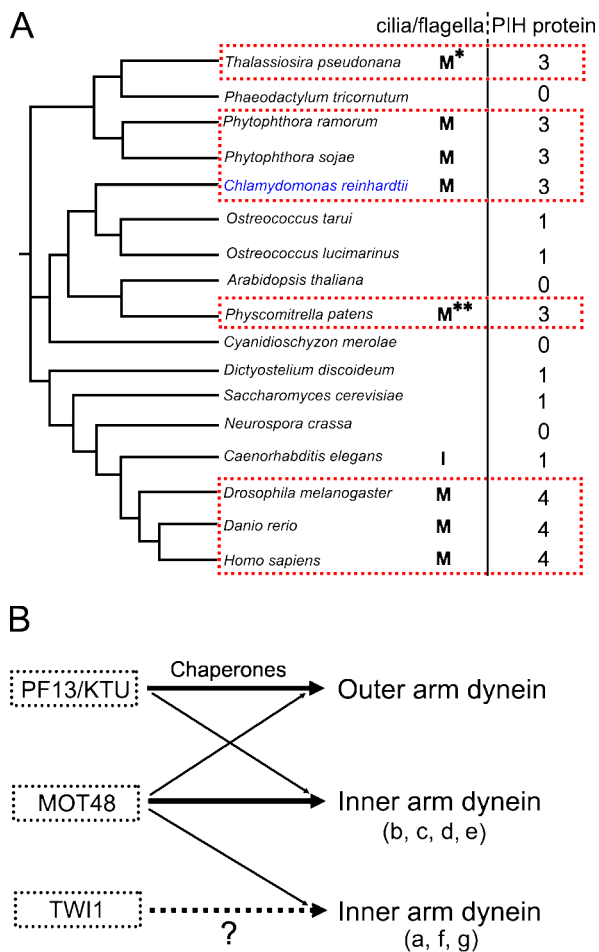 A
cilia/flagella PIH protein
Thalassiosira pseudonana M* 3
Phaeodactylum tricornutum 0
Phytophthora ramorum M 3
Phytophthora sojae M 3
Chlamydomonas reinhardtii M 3
Ostreococcus tarui 1
Ostreococcus lucimarinus 1
Arabidopsis thaliana 0
Physcomitrella patens M** 3
Cyanidioschyzon merolae 0
Dictyostelium discoideum 1
Saccharomyces cerevisiae 1
Neurospora crassa 0
Caenorhabditis elegans I 1
Drosophila melanogaster M 4
Danio rerio M 4
Homo sapiens M 4
B
Chaperones
PF13/KTU Outer arm dynein
MOT48 Inner arm dynein
(b, c, d, e)
TWI1 Inner arm dynein
? (a, f, g)